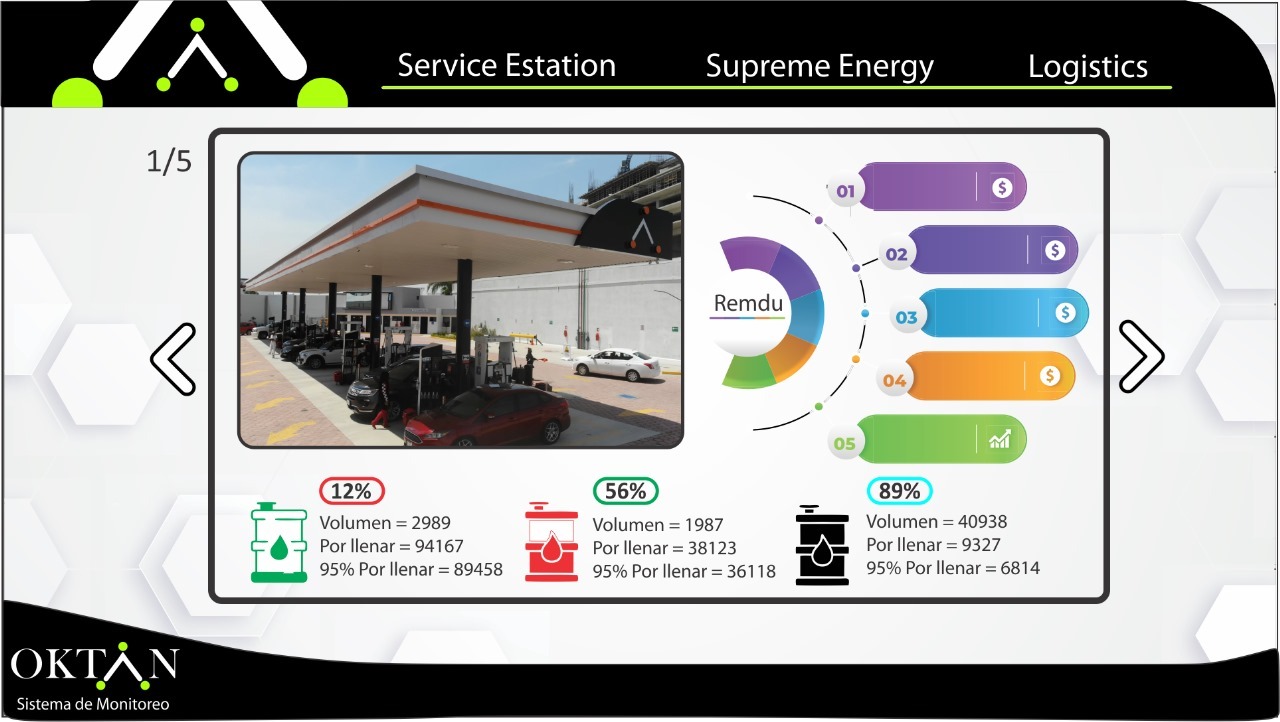 Service Estation
Supreme Energy
Logistics
1/5
Remdu
01
$
02
$
03
$
04
$
05
12%
Volumen = 2989
Por llenar = 94167
95% Por llenar = 89458
56%
Volumen = 1987
Por llenar = 38123
95% Por llenar = 36118
89%
Volumen = 40938
Por llenar = 9327
95% Por llenar = 6814
OKTAN
Sistema de Monitoreo